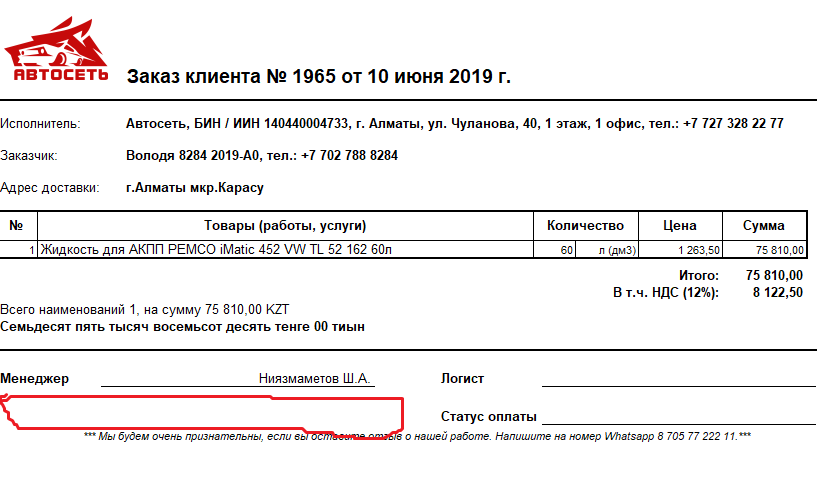 АВТОСЕТЬ
Заказ клиента № 1965 от 10 июня 2019 г.
Исполнитель: Автосеть, БИН / ИИН 140440004733, г. Алматы, ул. Чуланова, 40, 1 этаж, 1 офис, тел.: +7 727 328 22 77
Заказчик: Володя 8284 2019-А0, тел.: +7 702 788 8284
Адрес доставки: г.Алматы мкр.Карасу
№ Товары (работы, услуги) Количество Цена Сумма
1 Жидкость для АКПП PEMCO iMatic 452 VW TL 52 162 60л 60 л (дм3) 1 263,50 75 810,00
Итого: 75 810,00
В т.ч. НДС (12%): 8 122,50
Всего наименований 1, на сумму 75 810,00 KZT
Семьдесят пять тысяч восемьсот десять тенге 00 тиын
Менеджер Ниязмаметов Ш.А. Логист
Статус оплаты
*** Мы будем очень признательны, если вы оставите отзыв о нашей работе. Напишите на номер Whatsapp 8 705 77 222 11.***